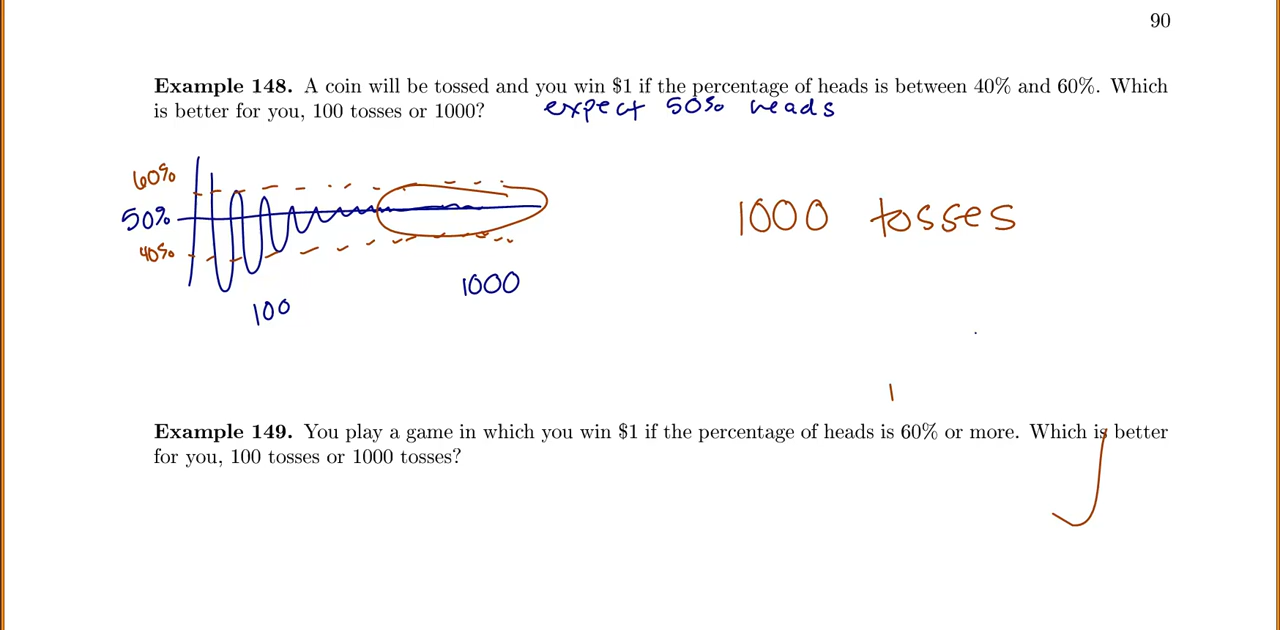 90
Example 148. A coin will be tossed and you win $1 if the percentage of heads is between 40% and 60%. Which
is better for you, 100 tosses or 1000?
expect 50% heads
60%
50%
40%
1000 tosses
1000
100
Example 149. You play a game in which you win $1 if the percentage of heads is 60% or more. Which is better
for you, 100 tosses or 1000 tosses?